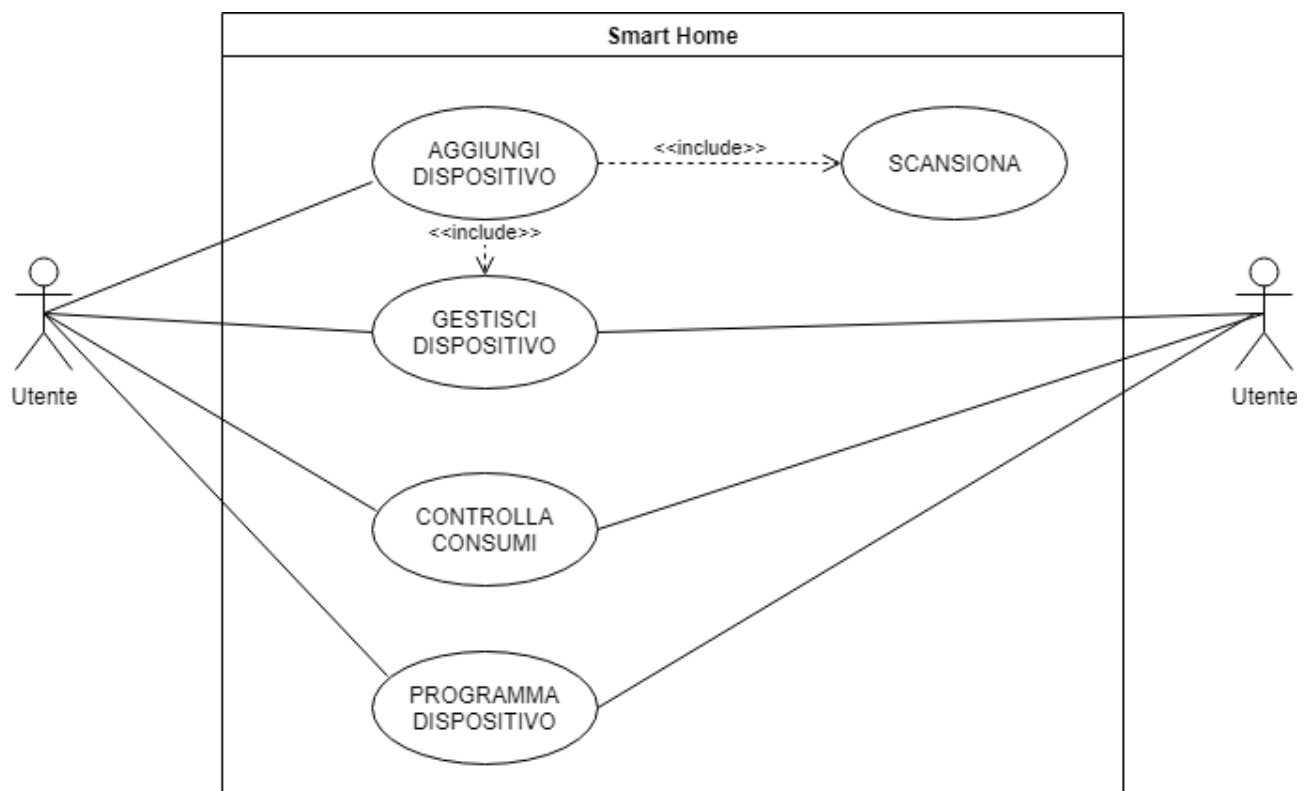 Smart Home
AGGIUNGI
DISPOSITIVO
<<include>>
SCANSIONA
<<include>>
GESTISCI
DISPOSITIVO
Utente
Utente
CONTROLLA
CONSUMI
PROGRAMMA
DISPOSITIVO